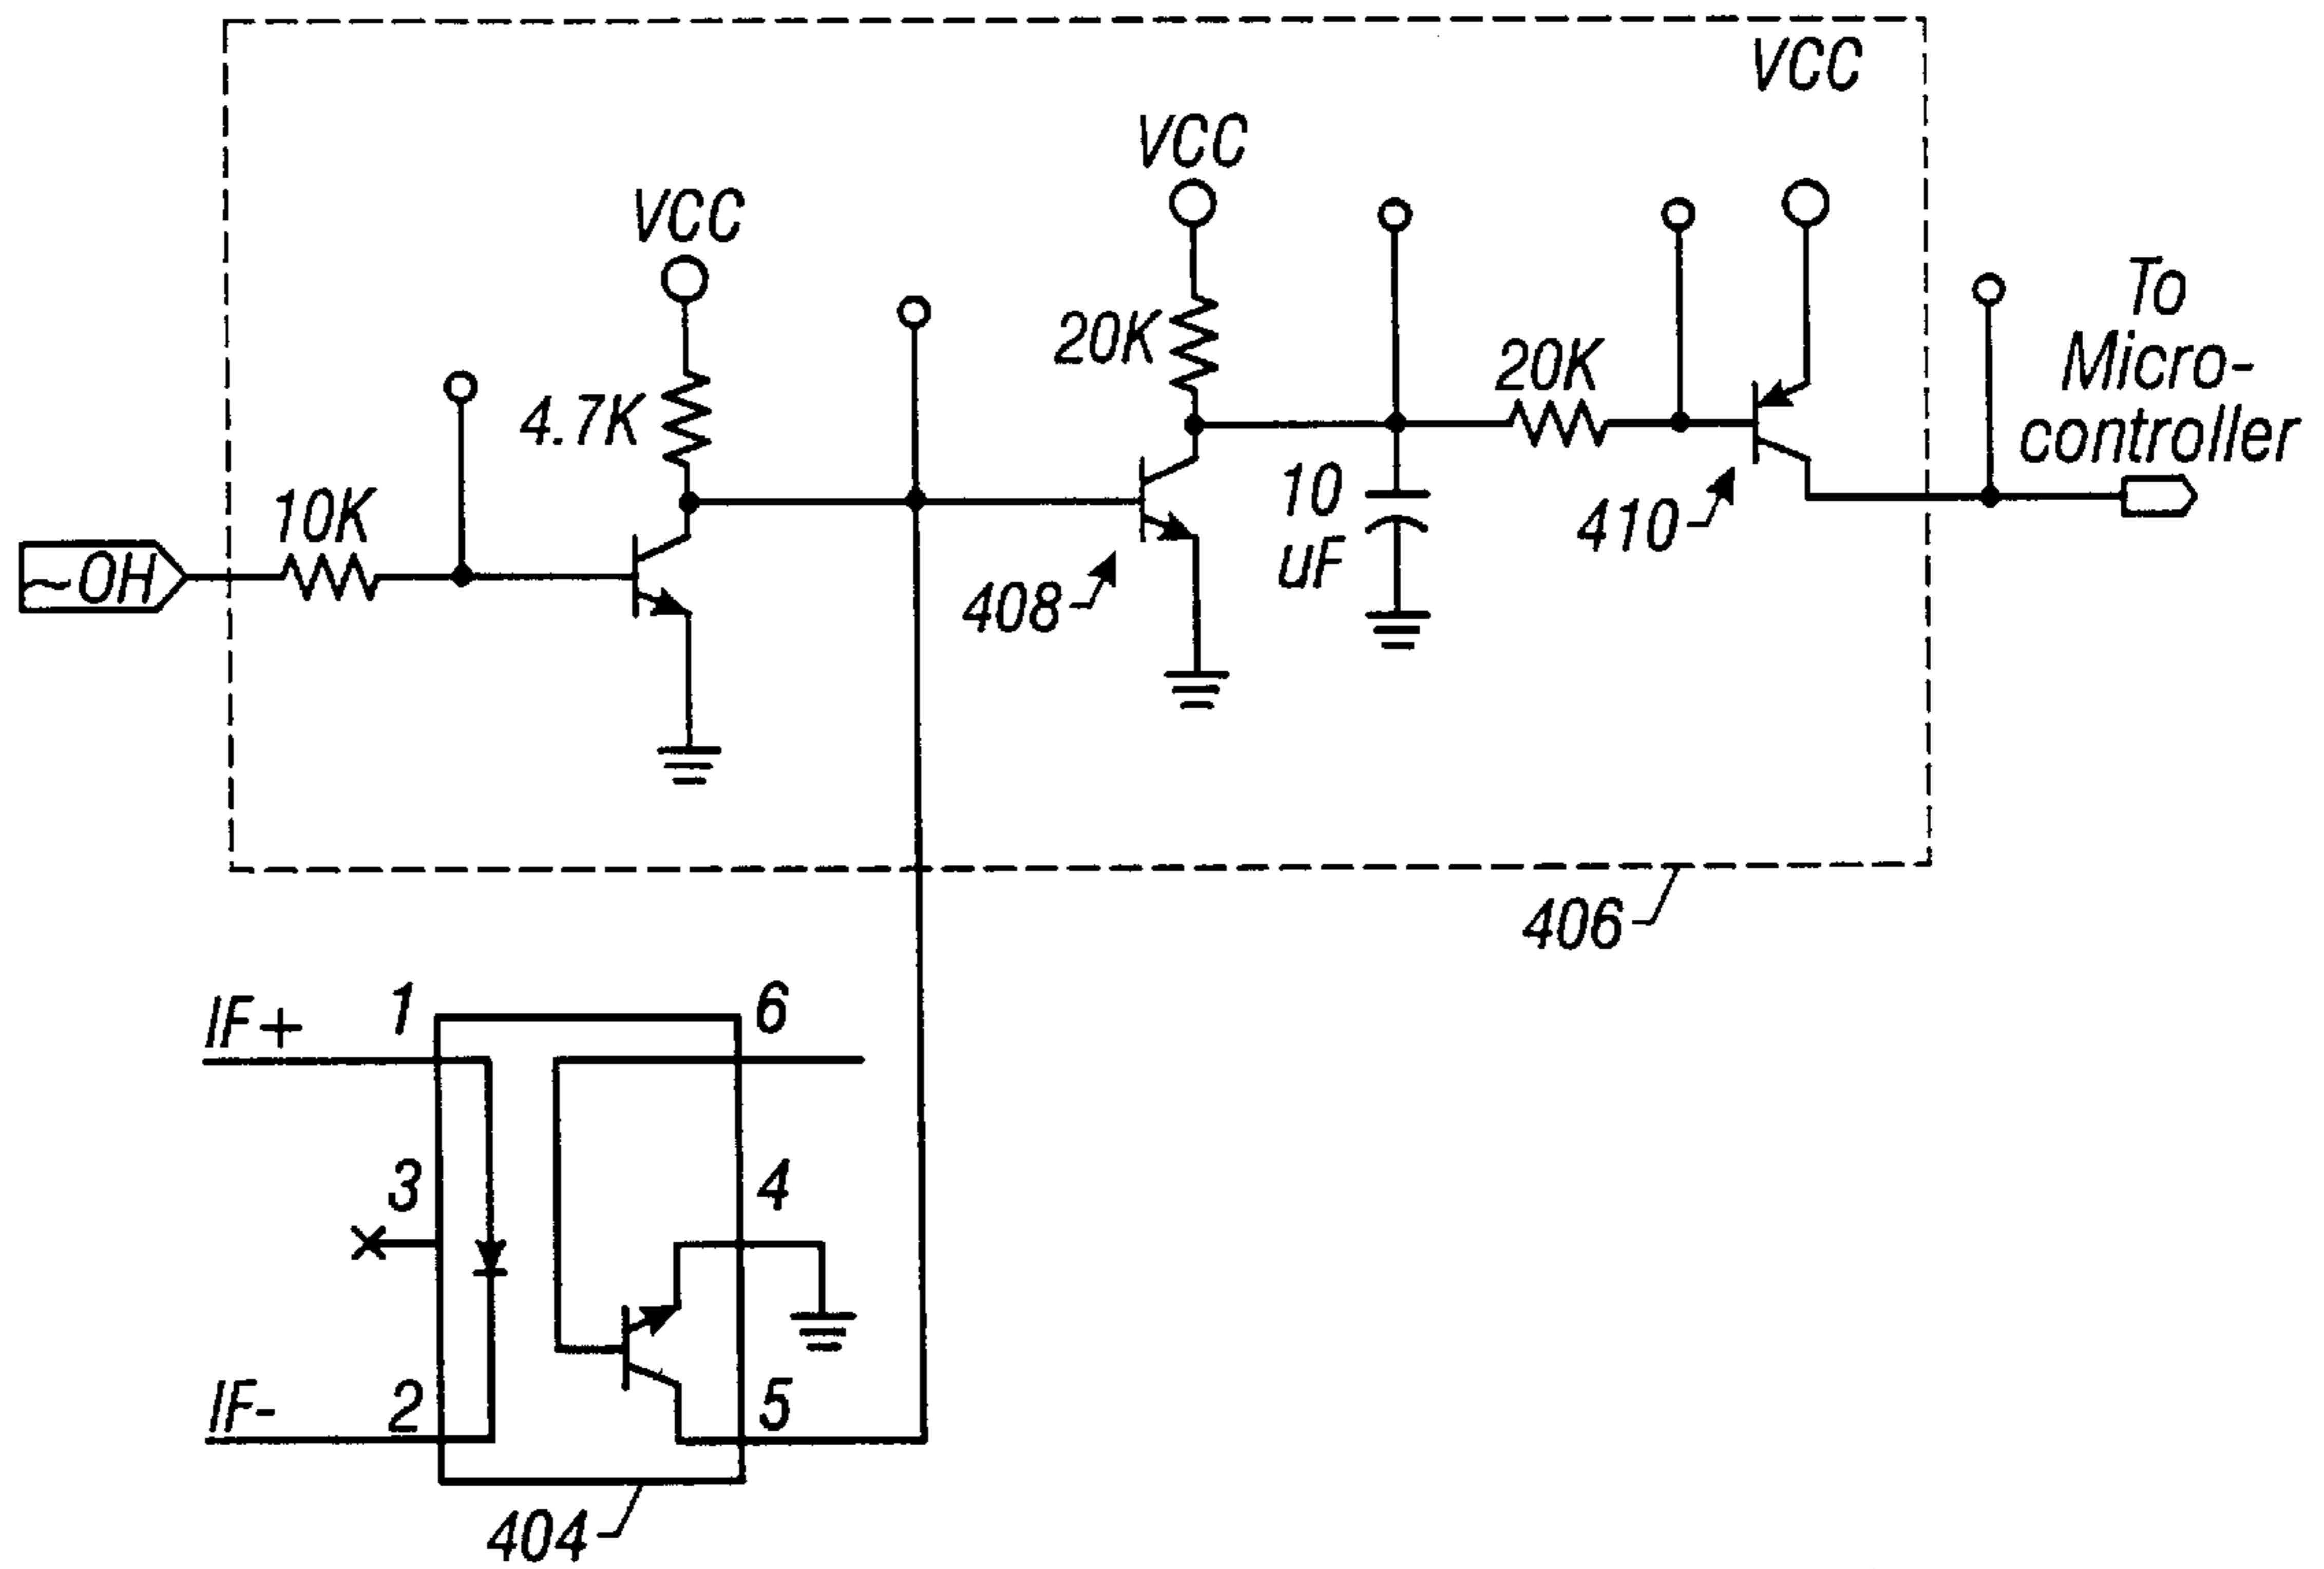 VCC
VCC
VCC
To
Micro-
controller
20K
20K
4.7K
10K
10
uF
~OH
408
410
406
IF+
1
6
3
4
IF-
2
5
404